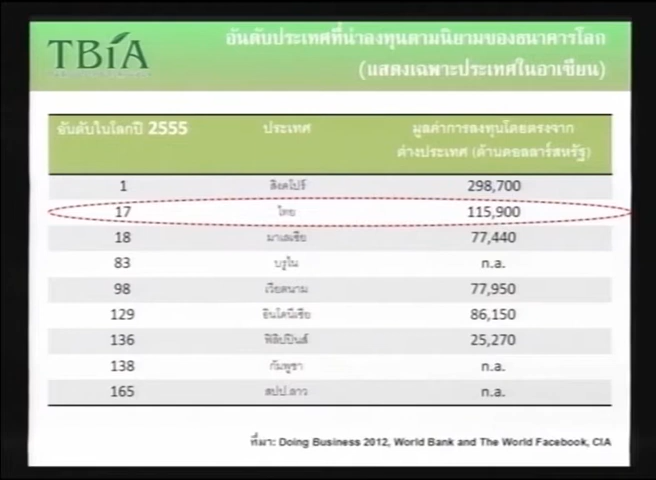 TBiA
อันดับประเทศที่น่าลงทุนตามนิยามของธนาคารโลก
(แสดงเฉพาะประเทศในอาเซียน)
อันดับในโลกปี 2555 ประเทศ มูลค่าการลงทุนโดยตรงจาก
ต่างประเทศ (ด้านดอลลาร์สหรัฐ)
1 สิงคโปร์ 298,700
17 ไทย 115,900
18 มาเลเซีย 77,440
83 บรูไน n.a.
98 เวียดนาม 77,950
129 อินโดนีเซีย 86,150
136 ฟิลิปปินส์ 25,270
138 กัมพูชา n.a.
165 สปป.ลาว n.a.
ที่มา: Doing Business 2012, World Bank and The World Facebook, CIA